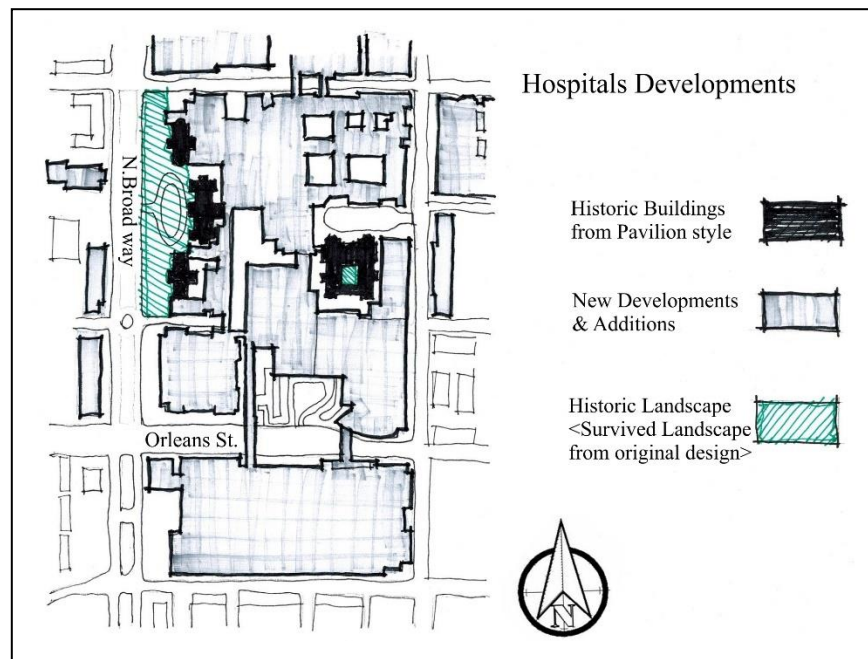 Hospitals Developments
N.Broad way
Historic Buildings
from Pavilion style
New Developments
& Additions
Historic Landscape
<Survived Landscape
from original design>
Orleans St.
N